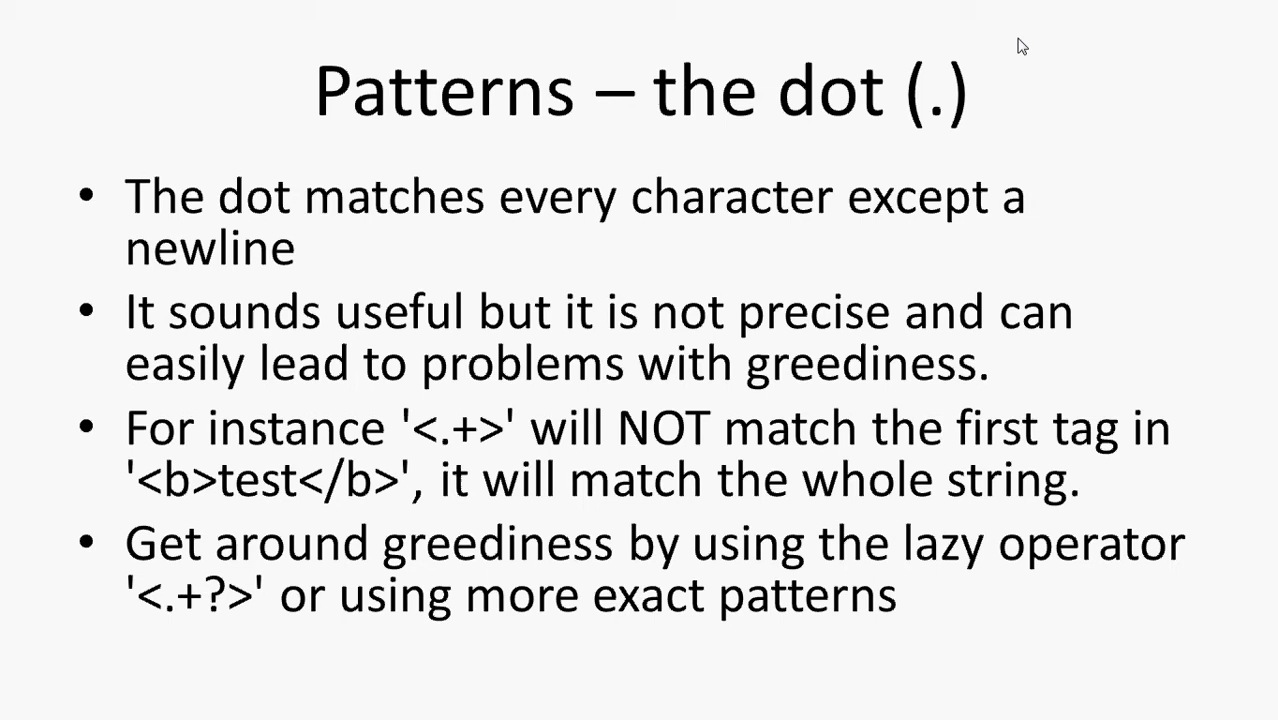 Patterns – the dot (.)
• The dot matches every character except a
newline
• It sounds useful but it is not precise and can
easily lead to problems with greediness.
• For instance '<.+>' will NOT match the first tag in
'<b>test</b>', it will match the whole string.
• Get around greediness by using the lazy operator
'<.+?>' or using more exact patterns